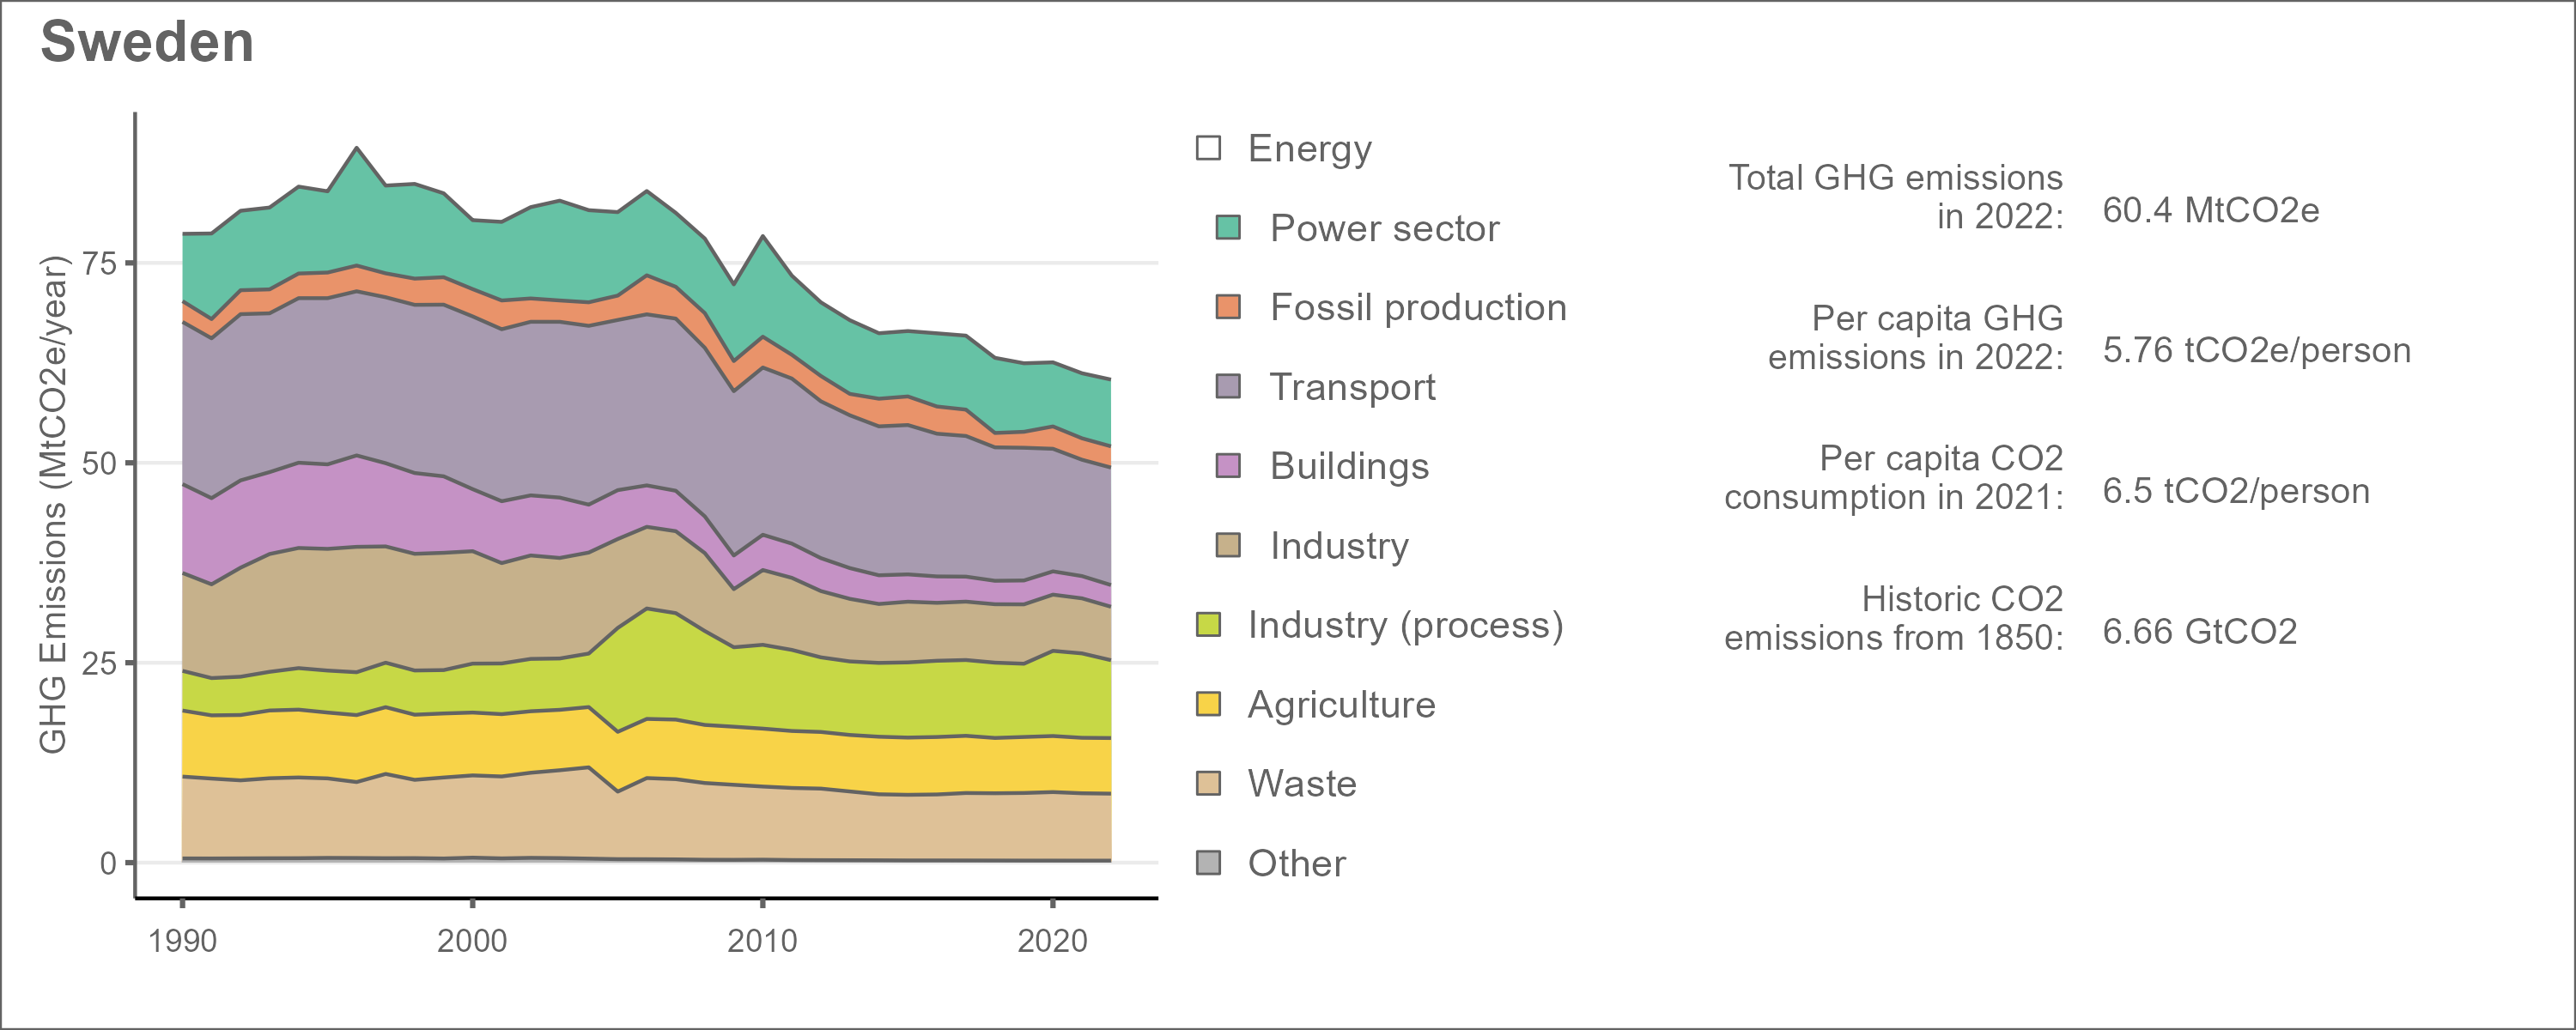 Sweden
GHG Emissions (MtCO2e/year)
75
50
25
0
1990
2000
2010
2020
Energy
Power sector
Fossil production
Transport
Buildings
Industry
Industry (process)
Agriculture
Waste
Other
Total GHG emissions
in 2022:
60.4 MtCO2e
Per capita GHG
emissions in 2022:
5.76 tCO2e/person
Per capita CO2
consumption in 2021:
6.5 tCO2/person
Historic CO2
emissions from 1850:
6.66 GtCO2